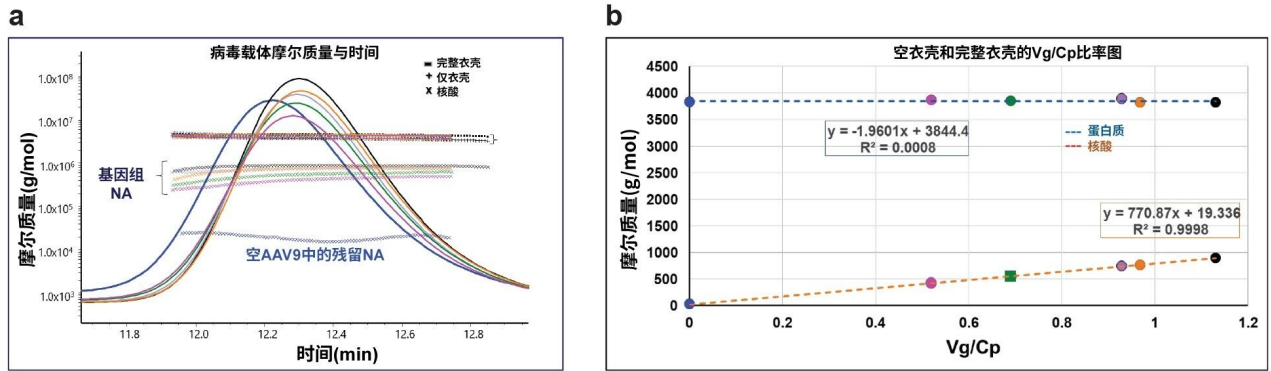 a
病毒载体摩尔质量与时间
完整衣壳
+ 仅衣壳
x 核酸
摩尔质量(g/mol)
1.0x10⁸
1.0x10⁷
1.0x10⁶
1.0x10⁵
1.0x10⁴
1.0x10³
基因组
NA
空AAV9中的残留NA
11.8 12.0 12.2 12.4 12.6 12.8
时间(min)
b
空衣壳和完整衣壳的Vg/Cp比率图
摩尔质量(g/mol)
4500
4000
3500
3000
2500
2000
1500
1000
500
0
y = -1.9601x + 3844.4
R² = 0.0008
蛋白质
核酸
y = 770.87x + 19.336
R² = 0.9998
0 0.2 0.4 0.6 0.8 1 1.2
Vg/Cp